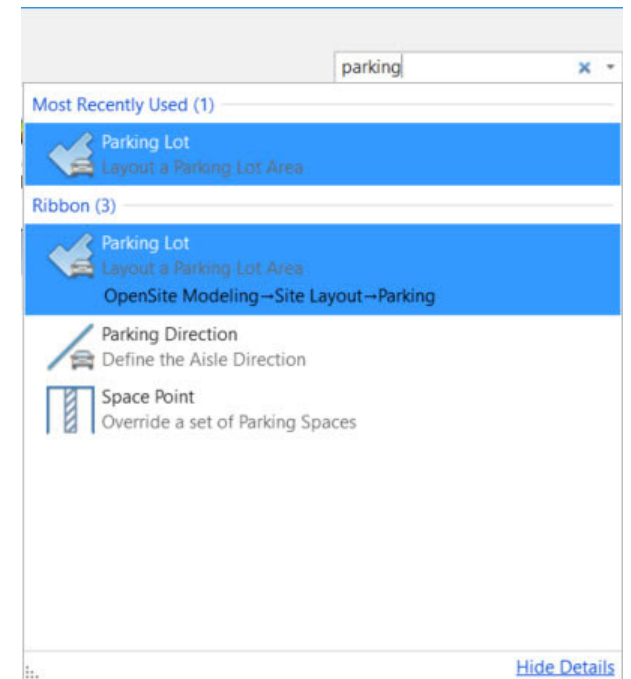 parking
Most Recently Used (1)
Parking Lot
Layout a Parking Lot Area
Ribbon (3)
Parking Lot
Layout a Parking Lot Area
OpenSite Modeling→Site Layout→Parking
Parking Direction
Define the Aisle Direction
Space Point
Override a set of Parking Spaces
Hide Details